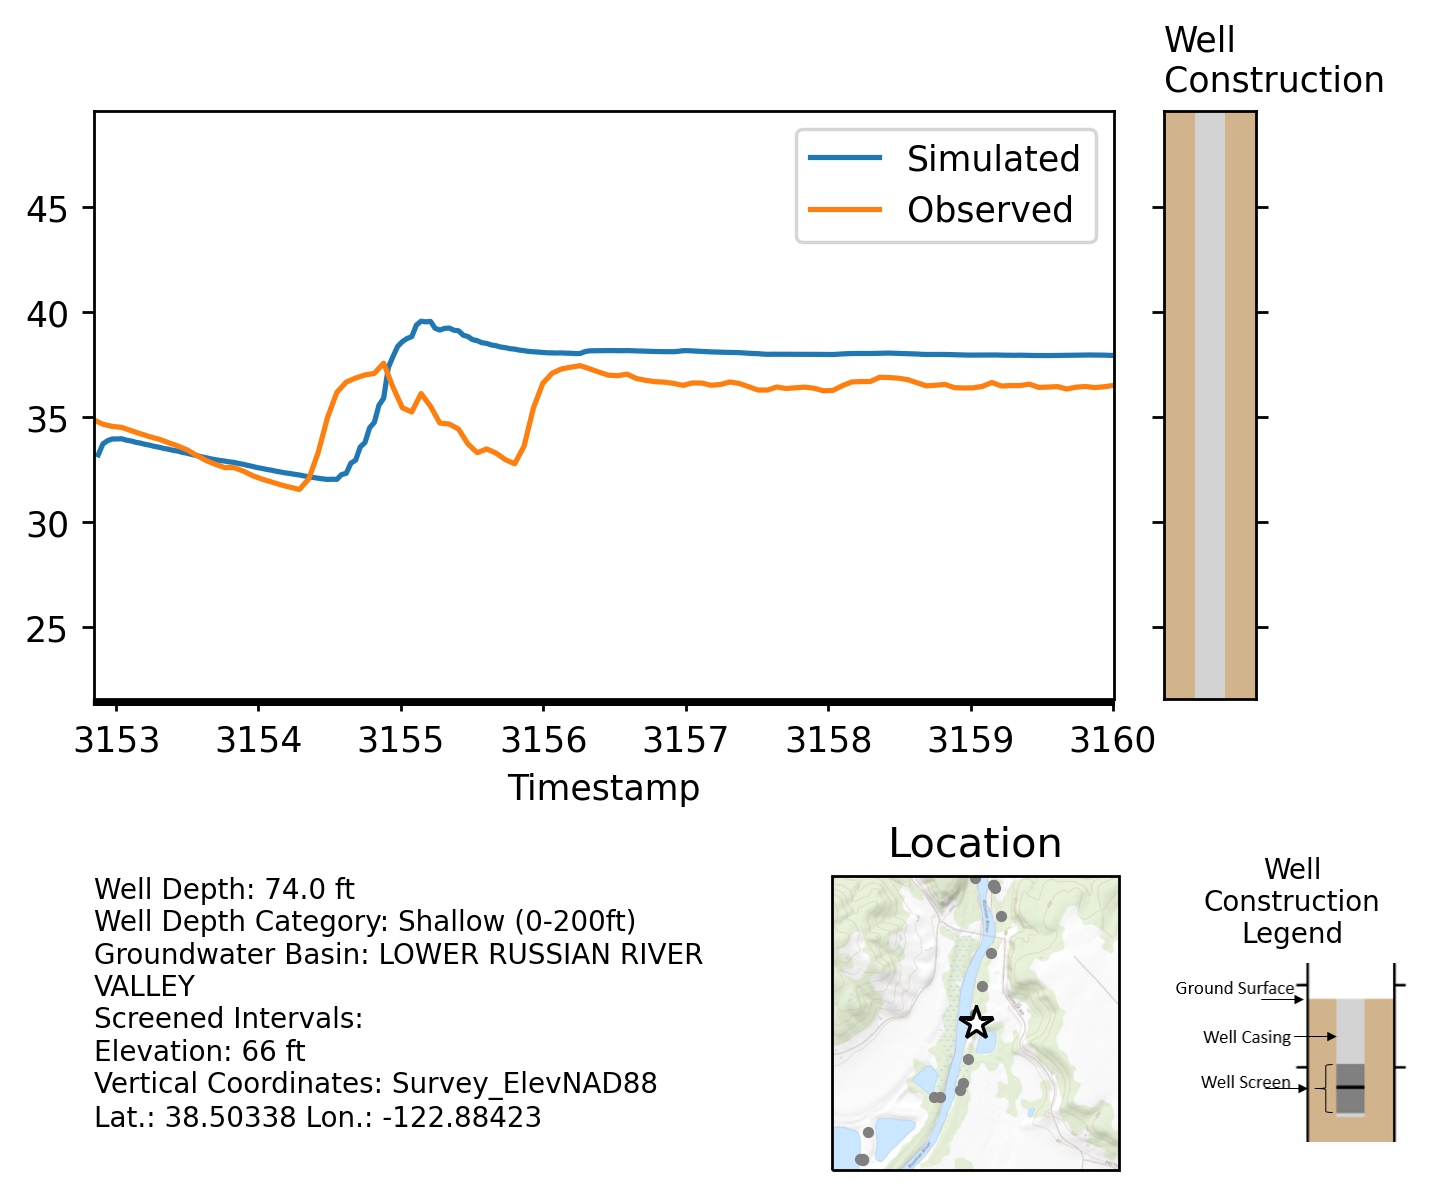 Well
Construction
Simulated
Observed
45
40
35
30
25
3153 3154 3155 3156 3157 3158 3159 3160
Timestamp
Well Depth: 74.0 ft
Well Depth Category: Shallow (0-200ft)
Groundwater Basin: LOWER RUSSIAN RIVER
VALLEY
Screened Intervals:
Elevation: 66 ft
Vertical Coordinates: Survey_ElevNAD88
Lat.: 38.50338 Lon.: -122.88423
Location
Well
Construction
Legend
Ground Surface
Well Casing
Well Screen